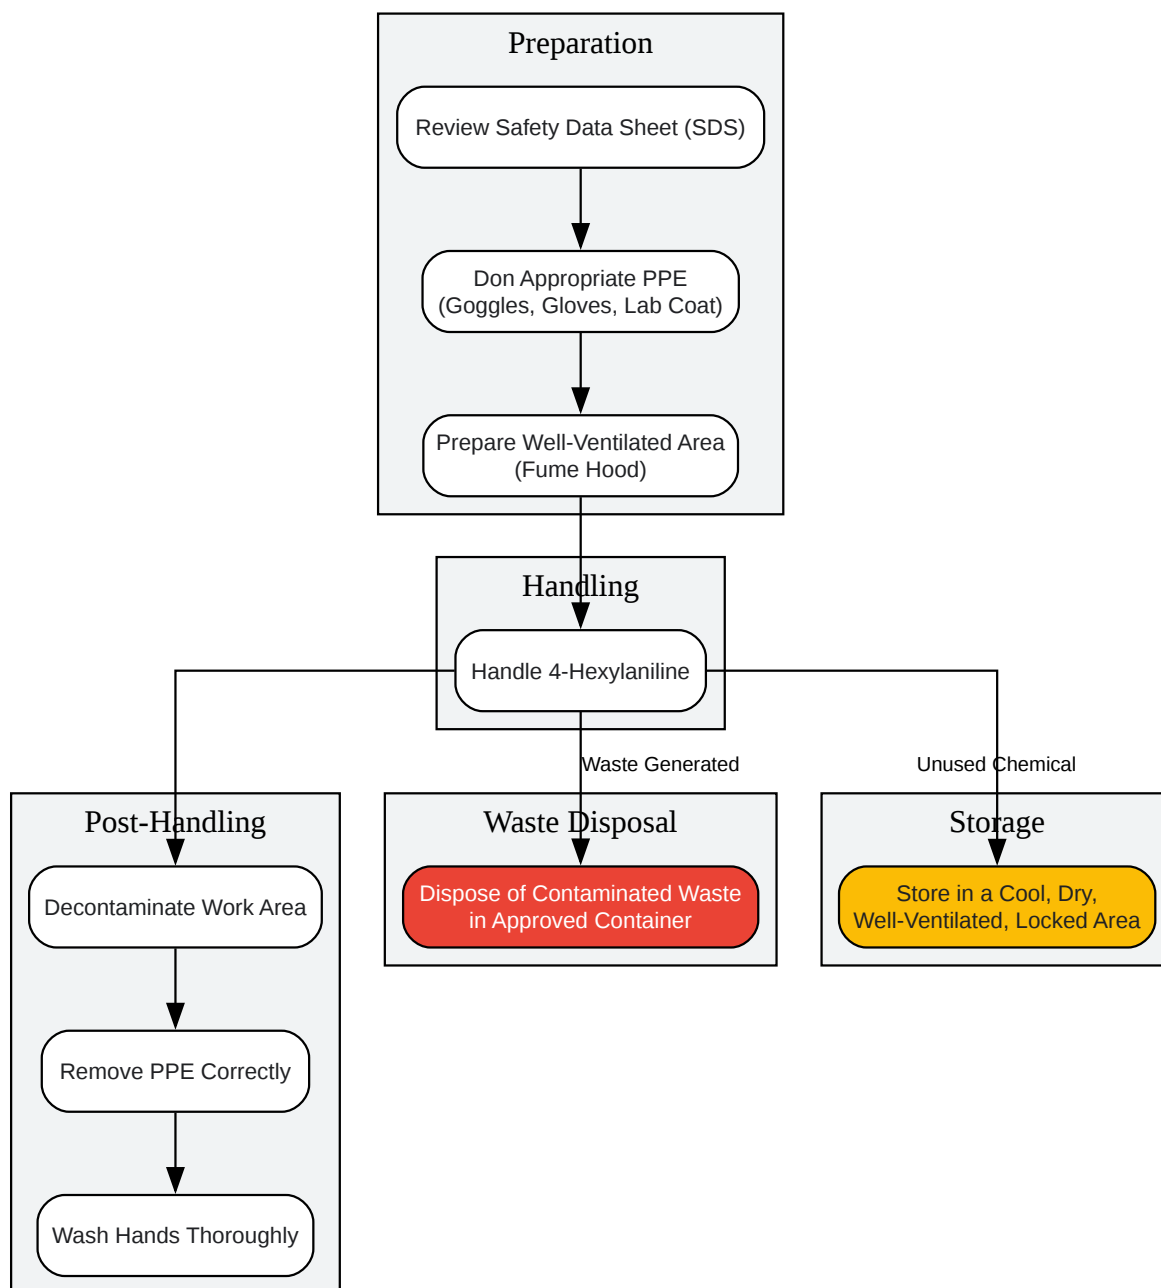 Preparation
Review Safety Data Sheet (SDS)
Don Appropriate PPE
(Goggles, Gloves, Lab Coat)
Prepare Well-Ventilated Area
(Fume Hood)
Handling
Handle 4-Hexylaniline
Waste Generated
Unused Chemical
Post-Handling
Decontaminate Work Area
Remove PPE Correctly
Wash Hands Thoroughly
Waste Disposal
Dispose of Contaminated Waste
in Approved Container
Storage
Store in a Cool, Dry,
Well-Ventilated, Locked Area